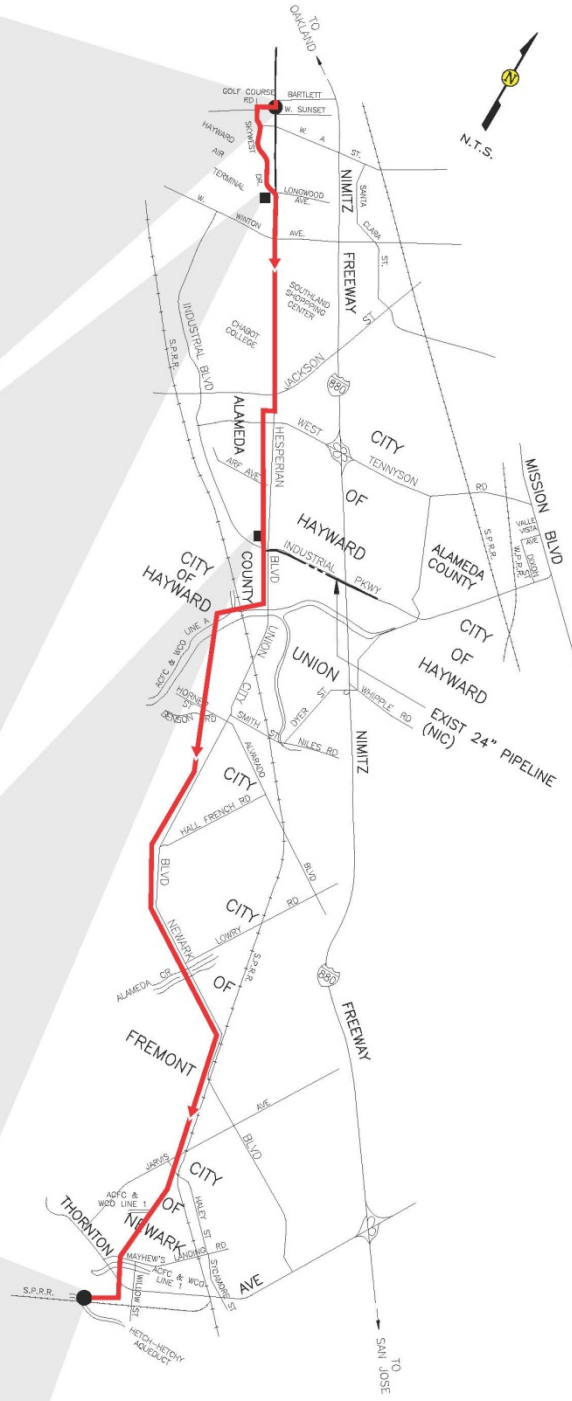 TO
OAKLAND
N
N.T.S.
GOLF COURSE
RD
BARTLETT
W. SUNSET
HAYWARD
AIR
TERMINAL
SKYWEST
DR.
W. A
ST.
LONGWOOD
AVE.
W.
WINTON
AVE.
NIMITZ
FREEWAY
SANTA
CLARA
ST.
SOUTHLAND
SHOPPPING
CENTER
CHABOT
COLLEGE
INDUSTRIAL BLVD
S.P.R.R.
JACKSON
ST
880
ALAMEDA
COUNTY
HESPERIAN
BLVD
WEST
TENNYSON
RD
CITY
OF
HAYWARD
ARF AVE
INDUSTRIAL PKWY
MISSION
BLVD
VALLE
VISTA
AVE
DIXON
ST
W.P.R.R.
S.P.R.R.
ALAMEDA
COUNTY
CITY
OF
HAYWARD
CITY
OF
HAYWARD
ACFC & WCD LINE A
UNION
CITY
UNION
CITY
HORNER
ST
BENSON RD
SMITH ST
DYER ST
NILES RD
WHIPPLE RD
EXIST 24" PIPELINE
(NIC)
NIMITZ
ALVARADO
BLVD
HALL FRENCH RD
BLVD
NEWARK
LOWRY RD
ALAMEDA CR
S.P.R.R.
CITY
OF
FREMONT
880
FREEWAY
BLVD
JARVIS
AVE
CITY
OF
NEWARK
ACFC &
WCD LINE 1
HALEY ST
THORNTON
AVE
MAYHEW'S LANDING RD
ACFC & WCD
LINE 1
WILLOW ST
SYCAMORE ST
S.P.R.R.
HETCH-HETCHY
AQUEDUCT
TO
SAN JOSE